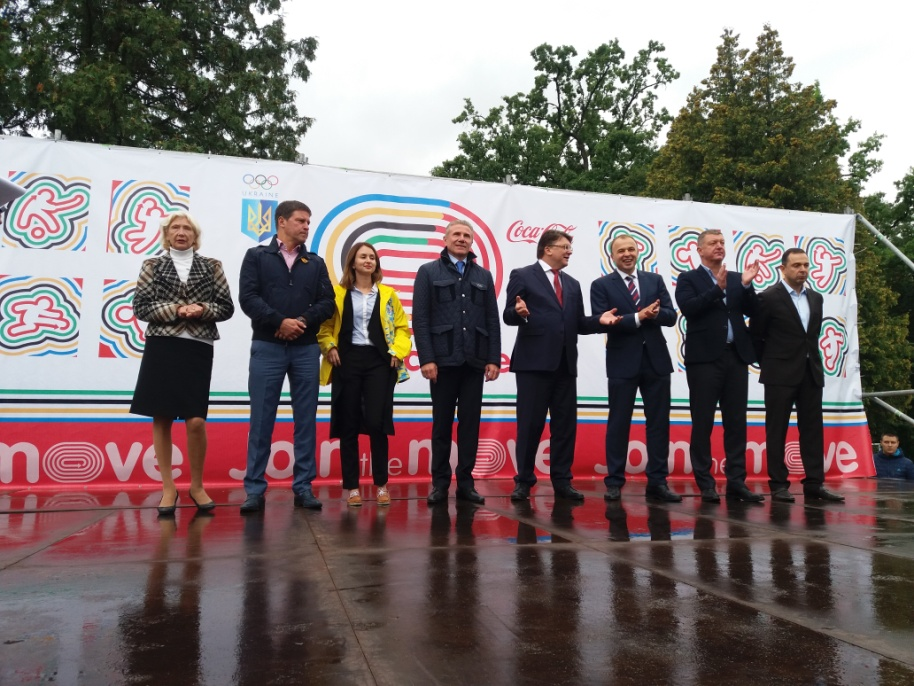 UKRAINE
Coca-Cola
move
Join the move
Join the move